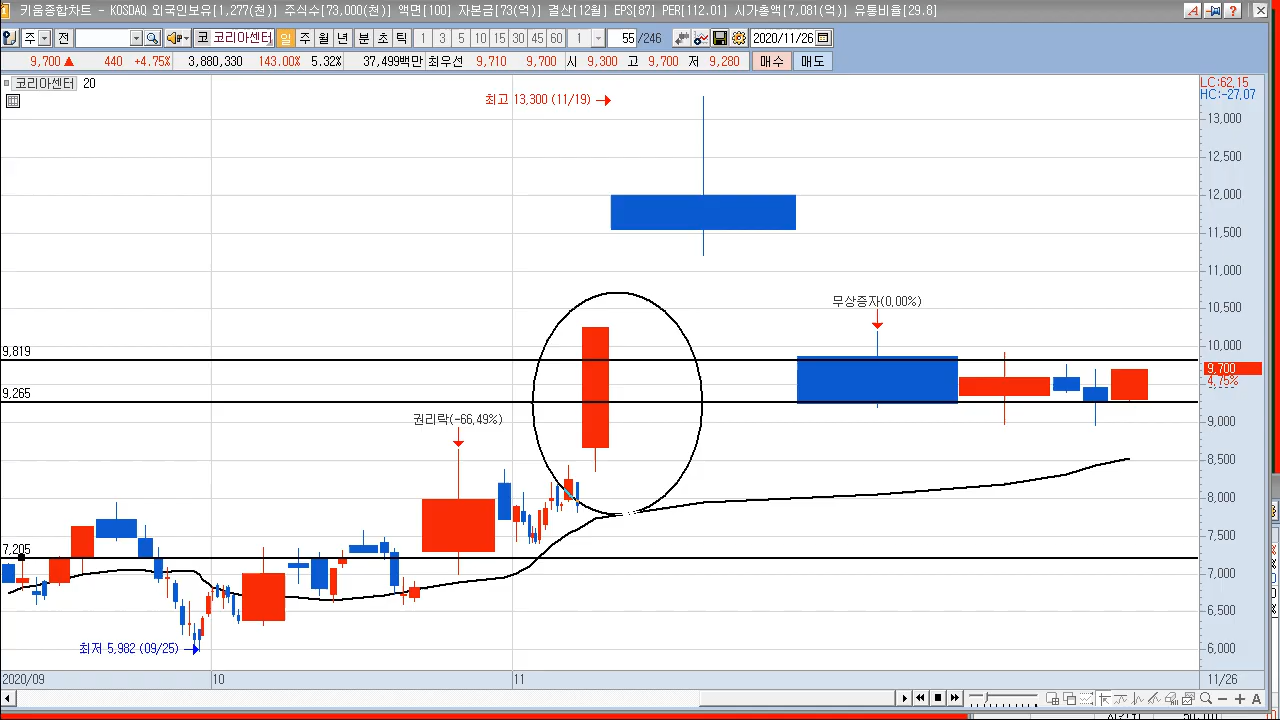 키움종합차트 - KOSDAQ 외국인보유[1,277(천)] 주식수[73,000(천)] 액면[100] 자본금[73(억)] 결산[12월] EPS[87] PER[112.01] 시가총액[7,081(억)] 유통비율[29.8]
주 전 코 코리아센터 일 주 월 년 분 초 틱 1 3 5 10 15 30 45 60 1 55 /246 2020/11/26
9,700 ▲ 440 +4.75% 3,880,330 143.00% 5.32% 37,499백만 최우선 9,710 9,700 시 9,300 고 9,700 저 9,280 매수 매도
코리아센터 20
LC:62,15
HC:-27,07
최고 13,300 (11/19)
13,000
12,500
12,000
11,500
11,000
10,500
무상증자(0,00%)
10,000
9,819
9,700
4.75%
9,265
9,000
권리락(-66,49%)
8,500
8,000
7,500
7,205
7,000
6,500
최저 5,982 (09/25)
6,000
2020/09 10 11 11/26
A